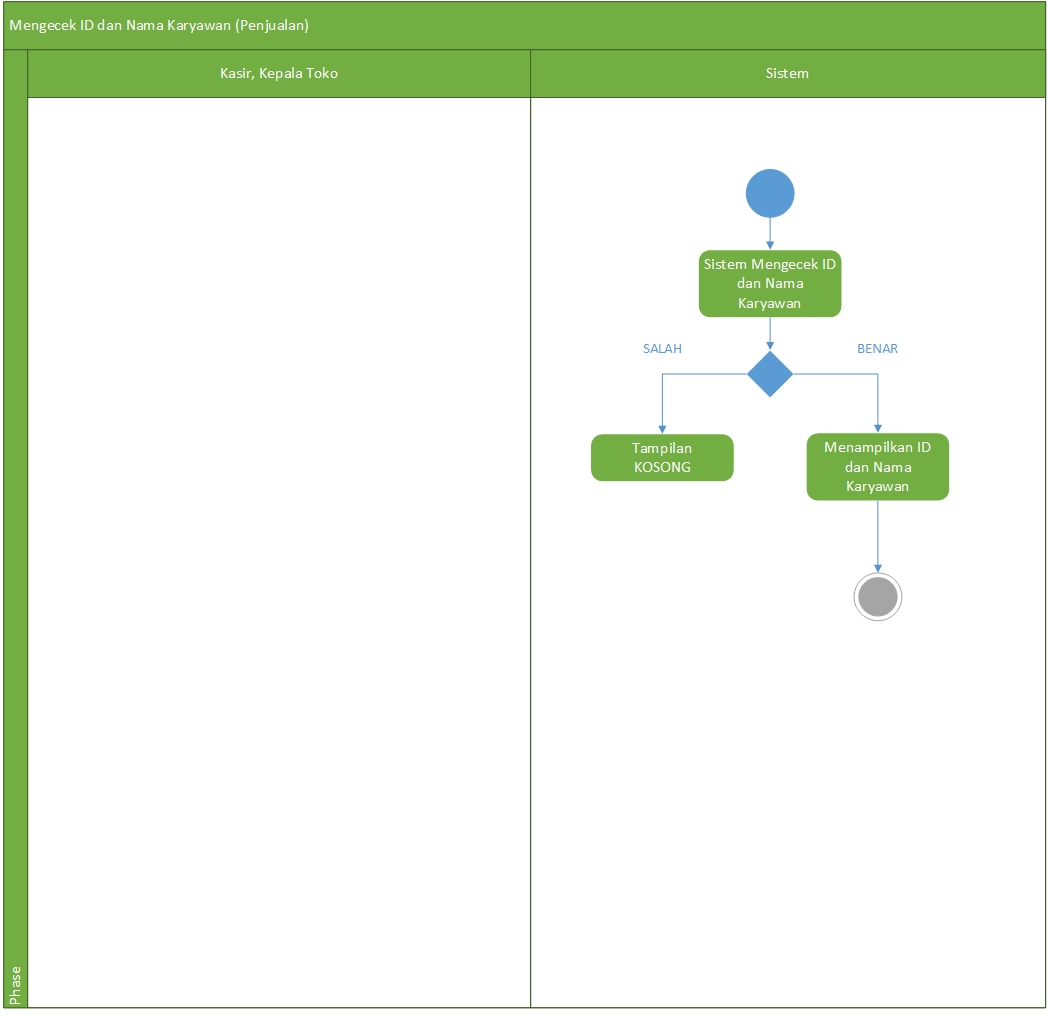 Mengecek ID dan Nama Karyawan (Penjualan)
Kasir, Kepala Toko
Sistem
Sistem Mengecek ID
dan Nama
Karyawan
SALAH
BENAR
Tampilan
KOSONG
Menampilkan ID
dan Nama
Karyawan
Phase